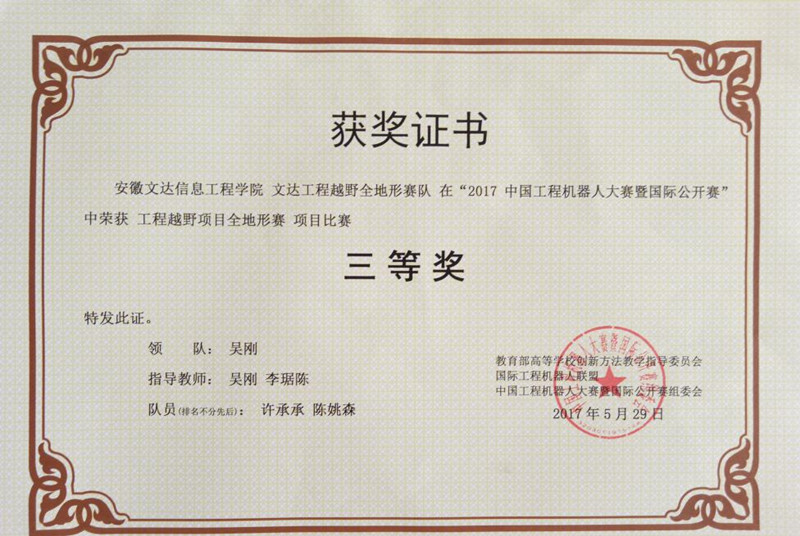 获奖证书
安徽文达信息工程学院 文达工程越野全地形赛队 在“2017 中国工程机器人大赛暨国际公开赛”
中荣获 工程越野项目全地形赛 项目比赛
三等奖
特发此证。
领 队： 吴刚
指导教师： 吴刚 李琚陈
队员(排名不分先后)： 许承承 陈姚森
教育部高等学校创新方法教学指导委员会
国际工程机器人联盟
中国工程机器人大赛暨国际公开赛组委会
2017 年 5 月 29 日